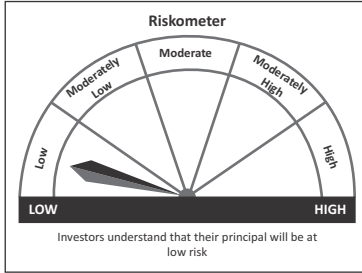 Riskometer
Moderate
Moderately
Low
Moderately
High
Low
High
LOW
HIGH
Investors understand that their principal will be at
low risk